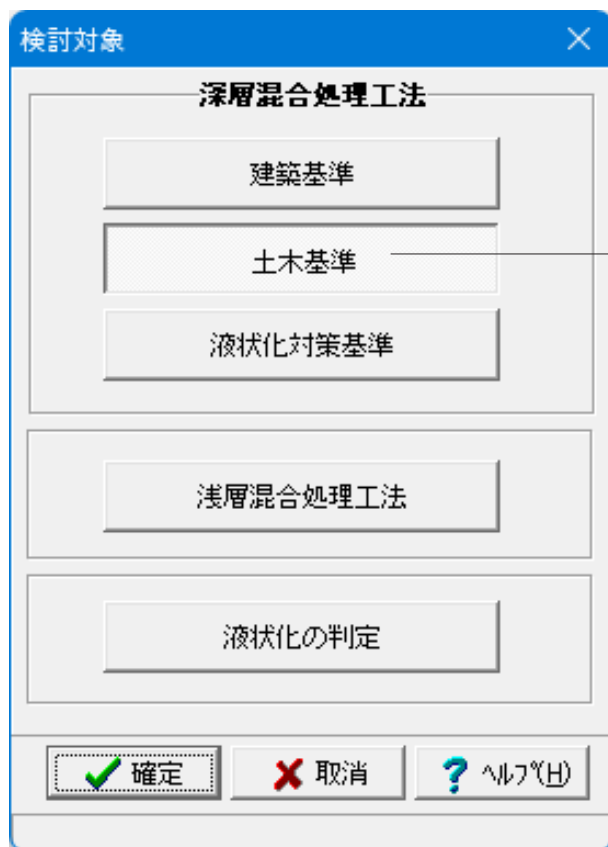 検討対象
深層混合処理工法
建築基準
土木基準
液状化対策基準
浅層混合処理工法
液状化の判定
確定 取消 ヘルプ(H)